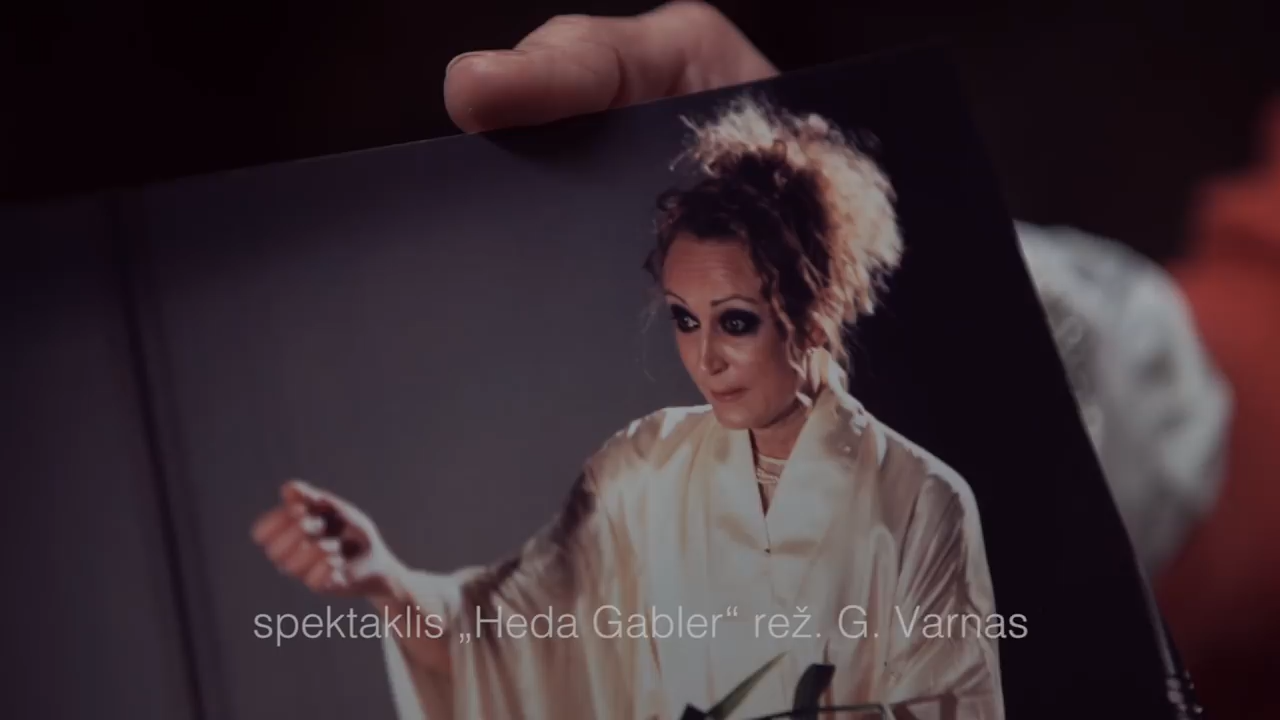 spektaklis „Heda Gabler“ rež. G. Varnas